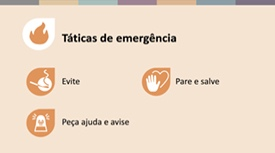 Táticas de emergência
Evite
Pare e salve
Peça ajuda e avise